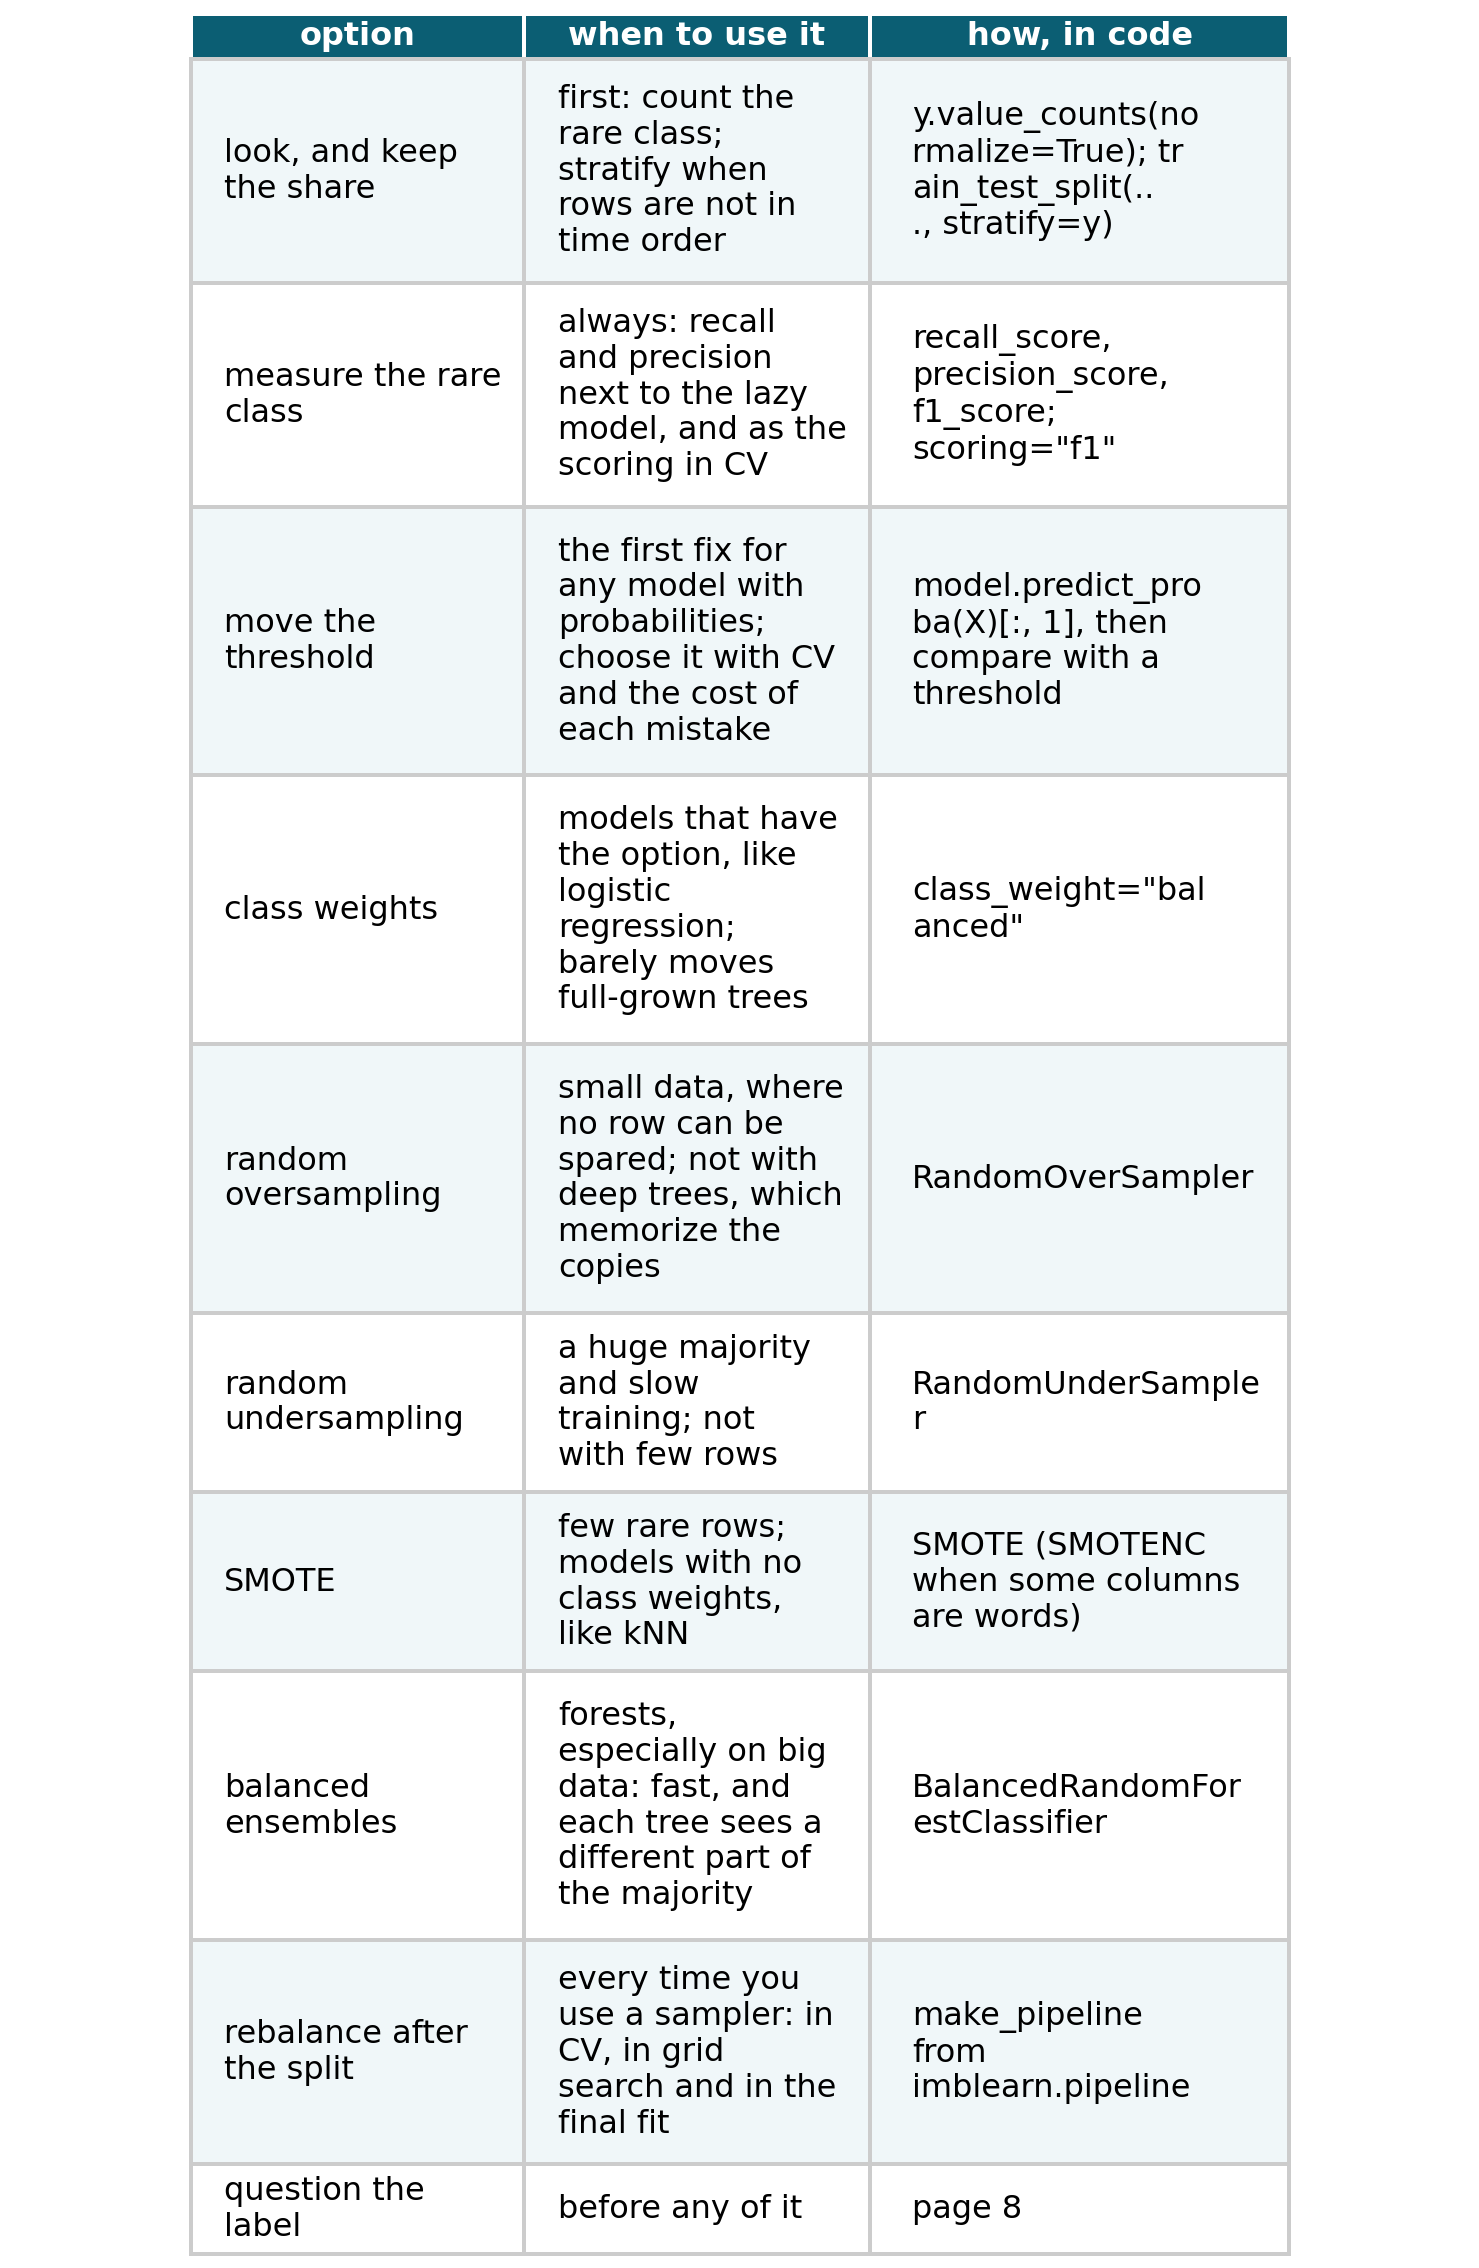 option
when to use it
how, in code
look, and keep
the share
first: count the
rare class;
stratify when
rows are not in
time order
y.value_counts(no
rmalize=True); tr
ain_test_split(..
., stratify=y)
measure the rare
class
always: recall
and precision
next to the lazy
model, and as the
scoring in CV
recall_score,
precision_score,
f1_score;
scoring="f1"
move the
threshold
the first fix for
any model with
probabilities;
choose it with CV
and the cost of
each mistake
model.predict_pro
ba(X)[:, 1], then
compare with a
threshold
class weights
models that have
the option, like
logistic
regression;
barely moves
full-grown trees
class_weight="bal
anced"
random
oversampling
small data, where
no row can be
spared; not with
deep trees, which
memorize the
copies
RandomOverSampler
random
undersampling
a huge majority
and slow
training; not
with few rows
RandomUnderSample
r
SMOTE
few rare rows;
models with no
class weights,
like kNN
SMOTE (SMOTENC
when some columns
are words)
balanced
ensembles
forests,
especially on big
data: fast, and
each tree sees a
different part of
the majority
BalancedRandomFor
estClassifier
rebalance after
the split
every time you
use a sampler: in
CV, in grid
search and in the
final fit
make_pipeline
from
imblearn.pipeline
question the
label
before any of it
page 8